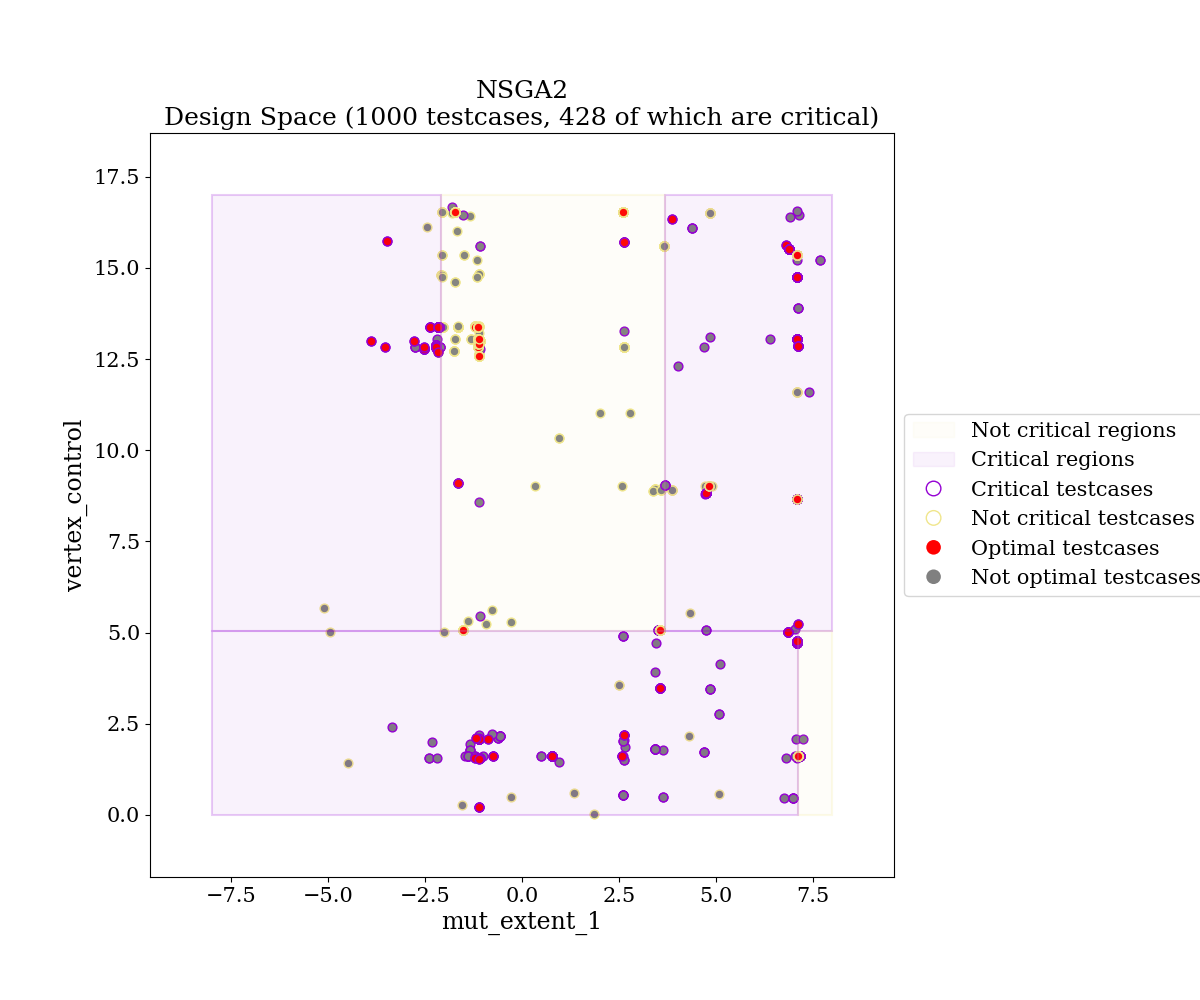 NSGA2
Design Space (1000 testcases, 428 of which are critical)
17.5
15.0
12.5
10.0
7.5
5.0
2.5
0.0
vertex_control
−7.5
−5.0
−2.5
0.0
2.5
5.0
7.5
mut_extent_1
Not critical regions
Critical regions
Critical testcases
Not critical testcases
Optimal testcases
Not optimal testcases